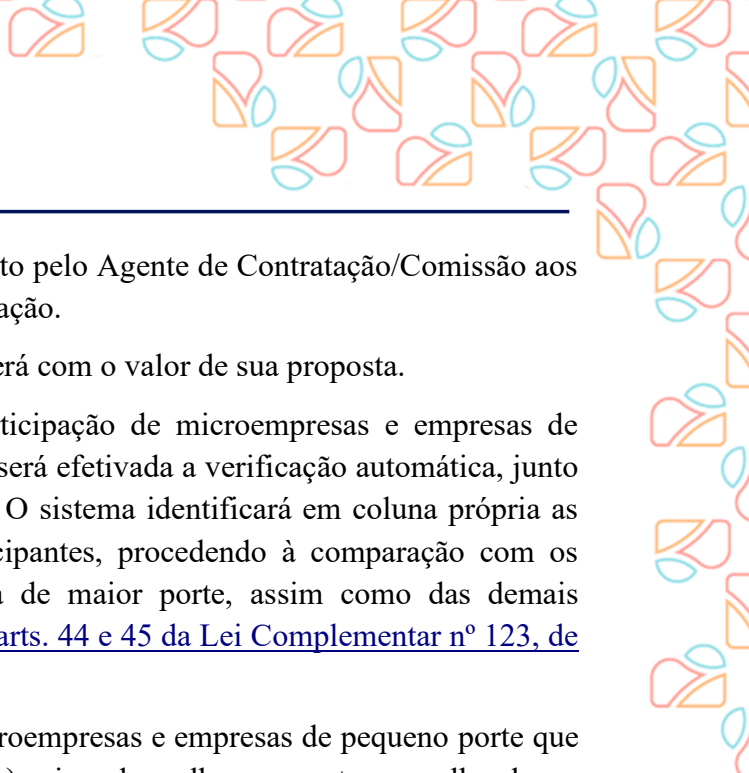 to pelo Agente de Contratação/Comissão aos
ação.
erá com o valor de sua proposta.
ticipação de microempresas e empresas de
será efetivada a verificação automática, junto
O sistema identificará em coluna própria as
cipantes, procedendo à comparação com os
de maior porte, assim como das demais
arts. 44 e 45 da Lei Complementar nº 123, de
roempresas e empresas de pequeno porte que